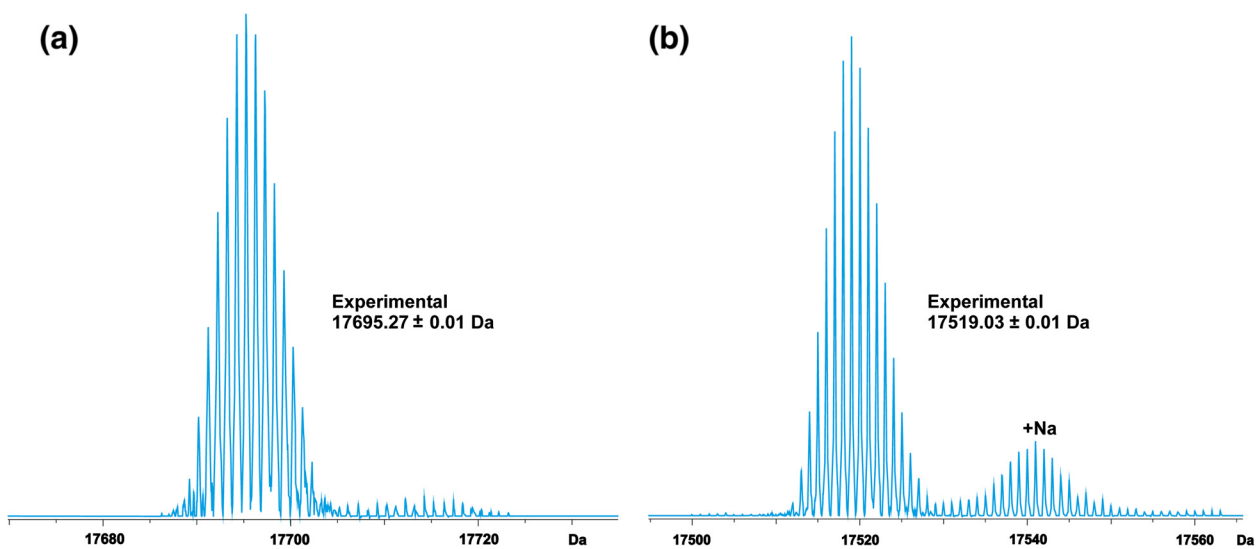 (a)
Experimental
17695.27 ± 0.01 Da
17680 17700 17720 Da
(b)
Experimental
17519.03 ± 0.01 Da
+Na
17500 17520 17540 17560 Da